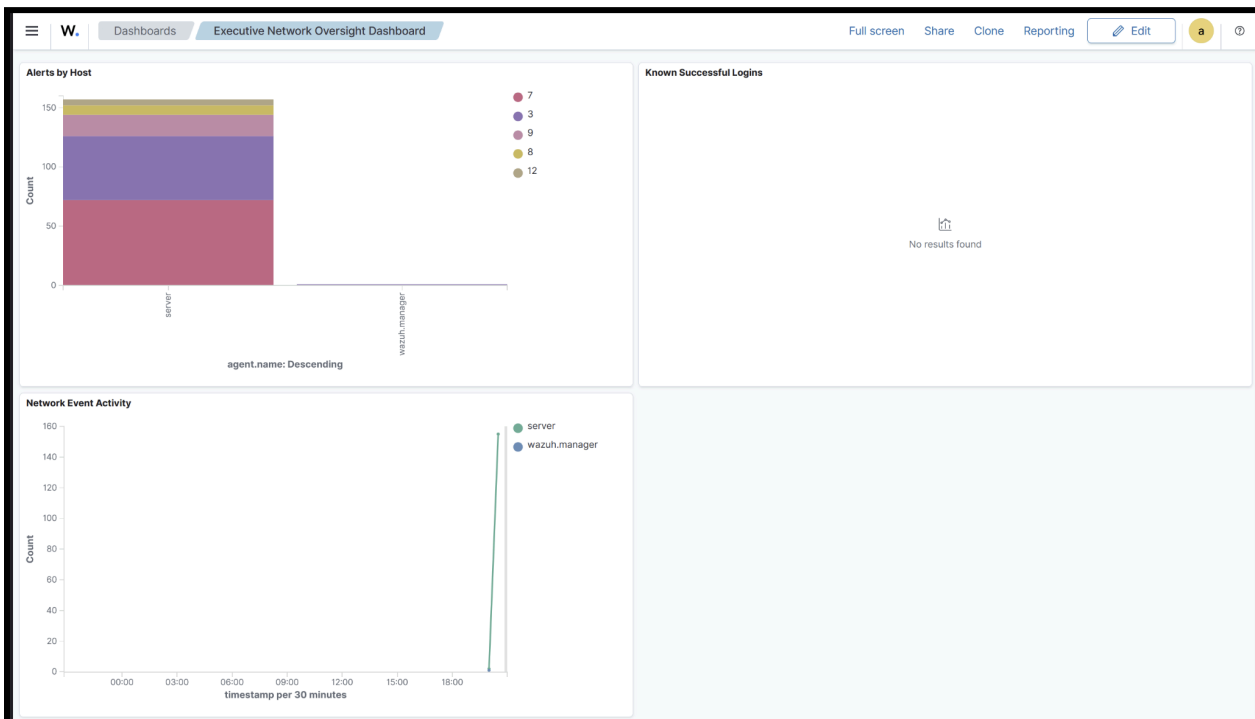 W. Dashboards Executive Network Oversight Dashboard Full screen Share Clone Reporting Edit a
Alerts by Host
150
100
50
0
Count
server
wazuh.manager
agent.name: Descending
7
3
9
8
12
Known Successful Logins
No results found
Network Event Activity
160
140
120
100
80
60
40
20
0
Count
00:00 03:00 06:00 09:00 12:00 15:00 18:00
timestamp per 30 minutes
server
wazuh.manager